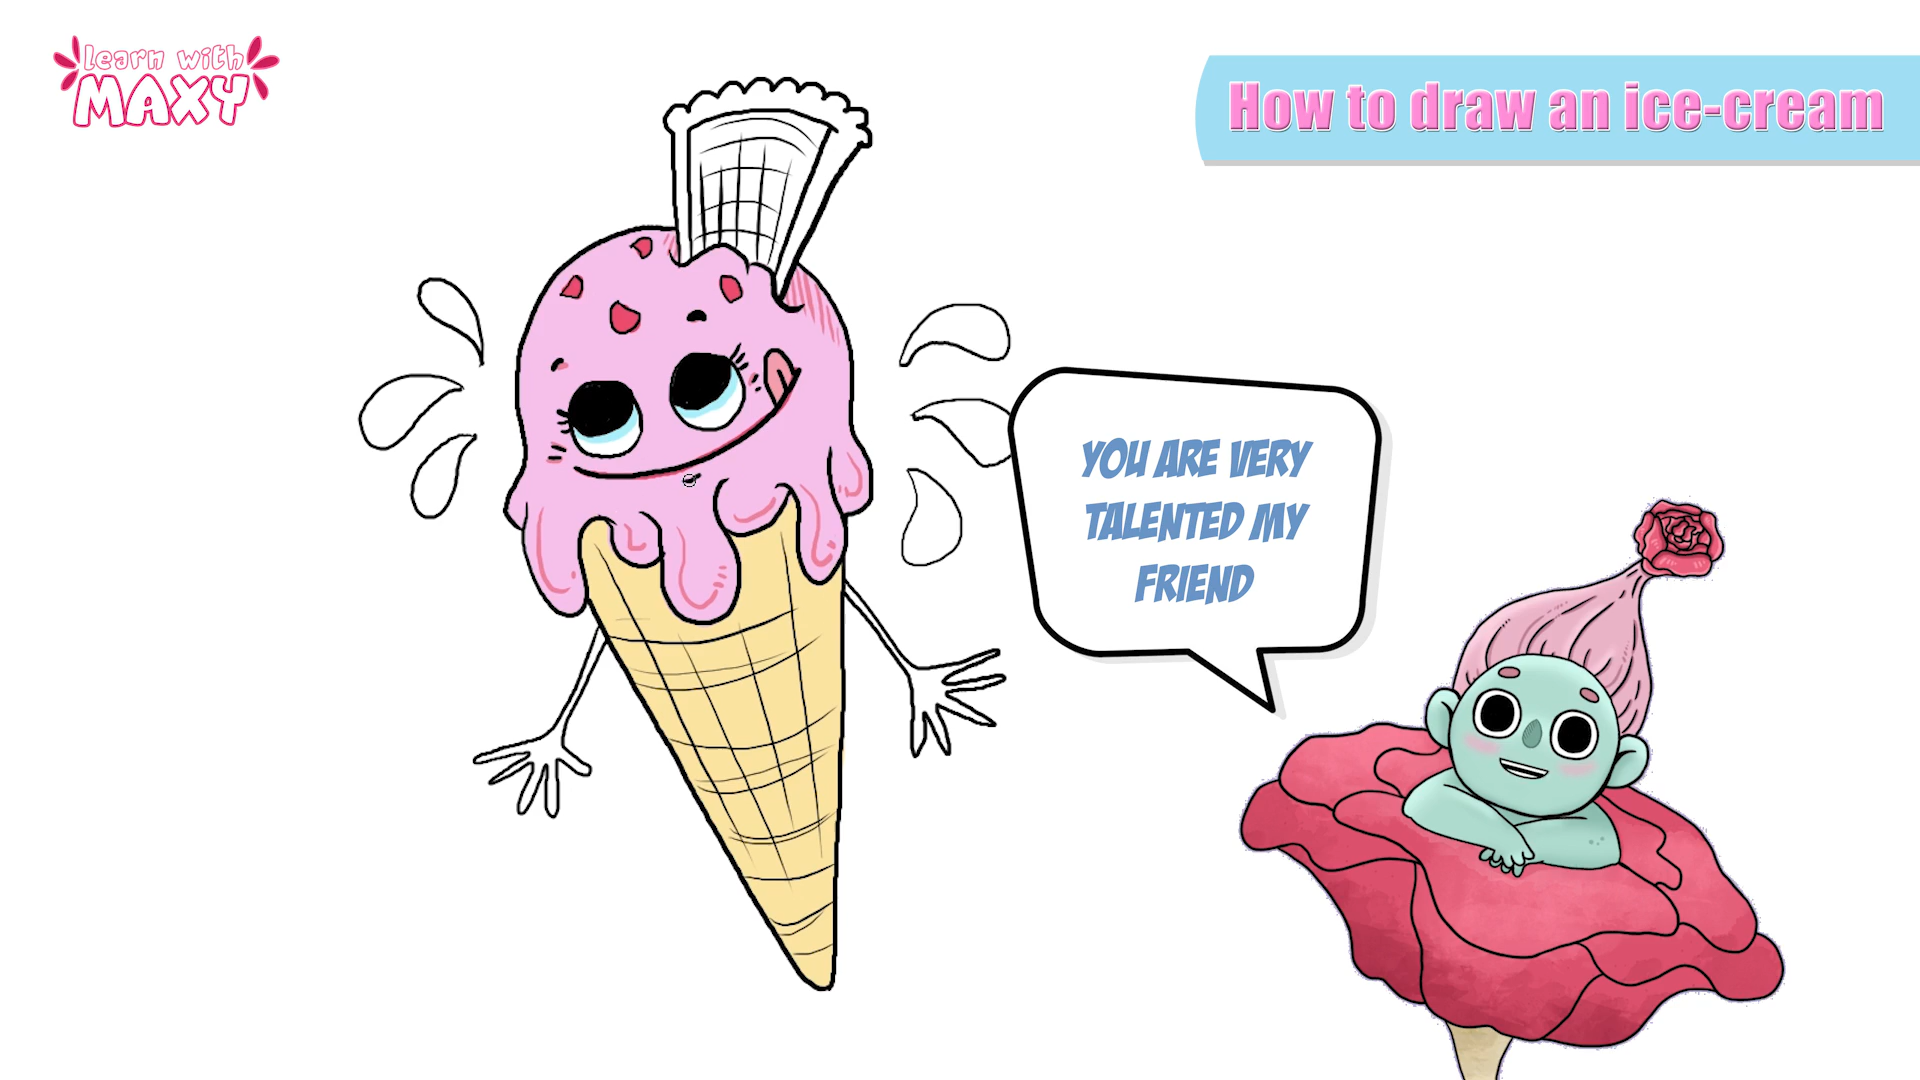 Learn with
MAXY
How to draw an ice-cream
YOU ARE VERY
TALENTED MY
FRIEND